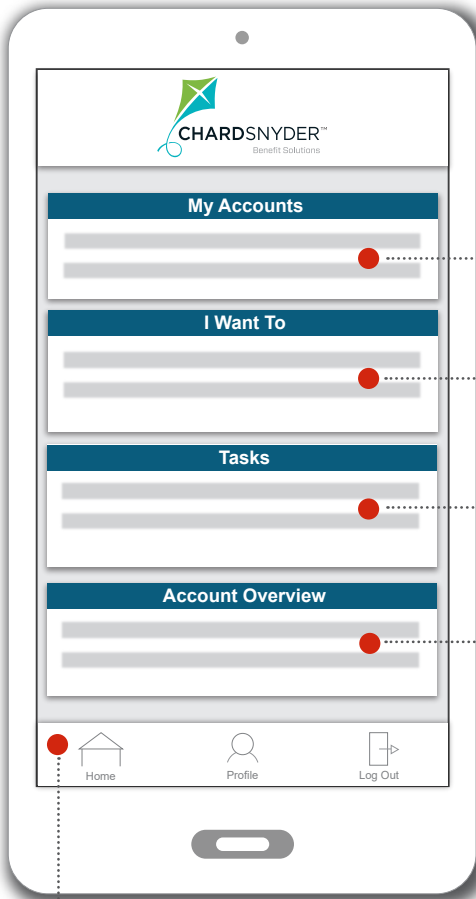 CHARDSNYDER™
Benefit Solutions
My Accounts
I Want To
Tasks
Account Overview
Home
Profile
Log Out